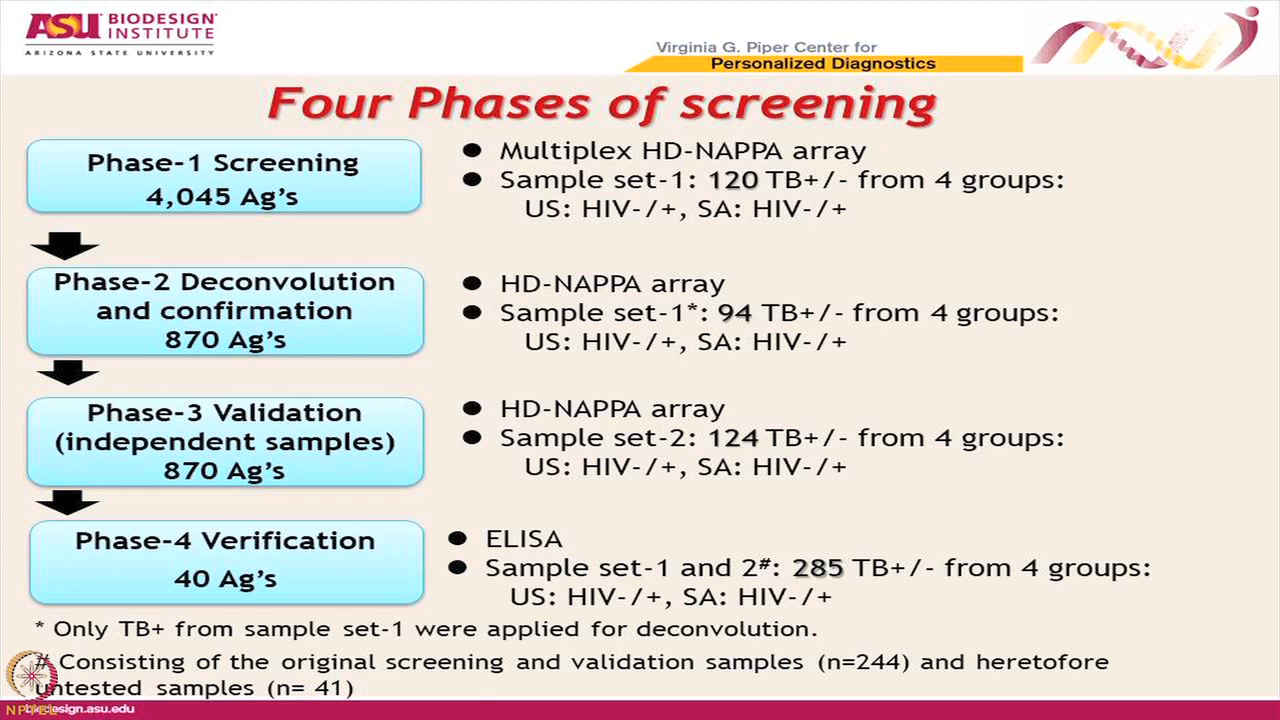 ASU BIODESIGN
INSTITUTE
ARIZONA STATE UNIVERSITY
Virginia G. Piper Center for
Personalized Diagnostics
Four Phases of screening
Phase-1 Screening
4,045 Ag's
● Multiplex HD-NAPPA array
● Sample set-1: 120 TB+/- from 4 groups:
US: HIV-/+, SA: HIV-/+
Phase-2 Deconvolution
and confirmation
870 Ag's
● HD-NAPPA array
● Sample set-1*: 94 TB+/- from 4 groups:
US: HIV-/+, SA: HIV-/+
Phase-3 Validation
(independent samples)
870 Ag's
● HD-NAPPA array
● Sample set-2: 124 TB+/- from 4 groups:
US: HIV-/+, SA: HIV-/+
Phase-4 Verification
40 Ag's
● ELISA
● Sample set-1 and 2#: 285 TB+/- from 4 groups:
US: HIV-/+, SA: HIV-/+
* Only TB+ from sample set-1 were applied for deconvolution.
# Consisting of the original screening and validation samples (n=244) and heretofore
untested samples (n= 41)
NPTEL
biodesign.asu.edu